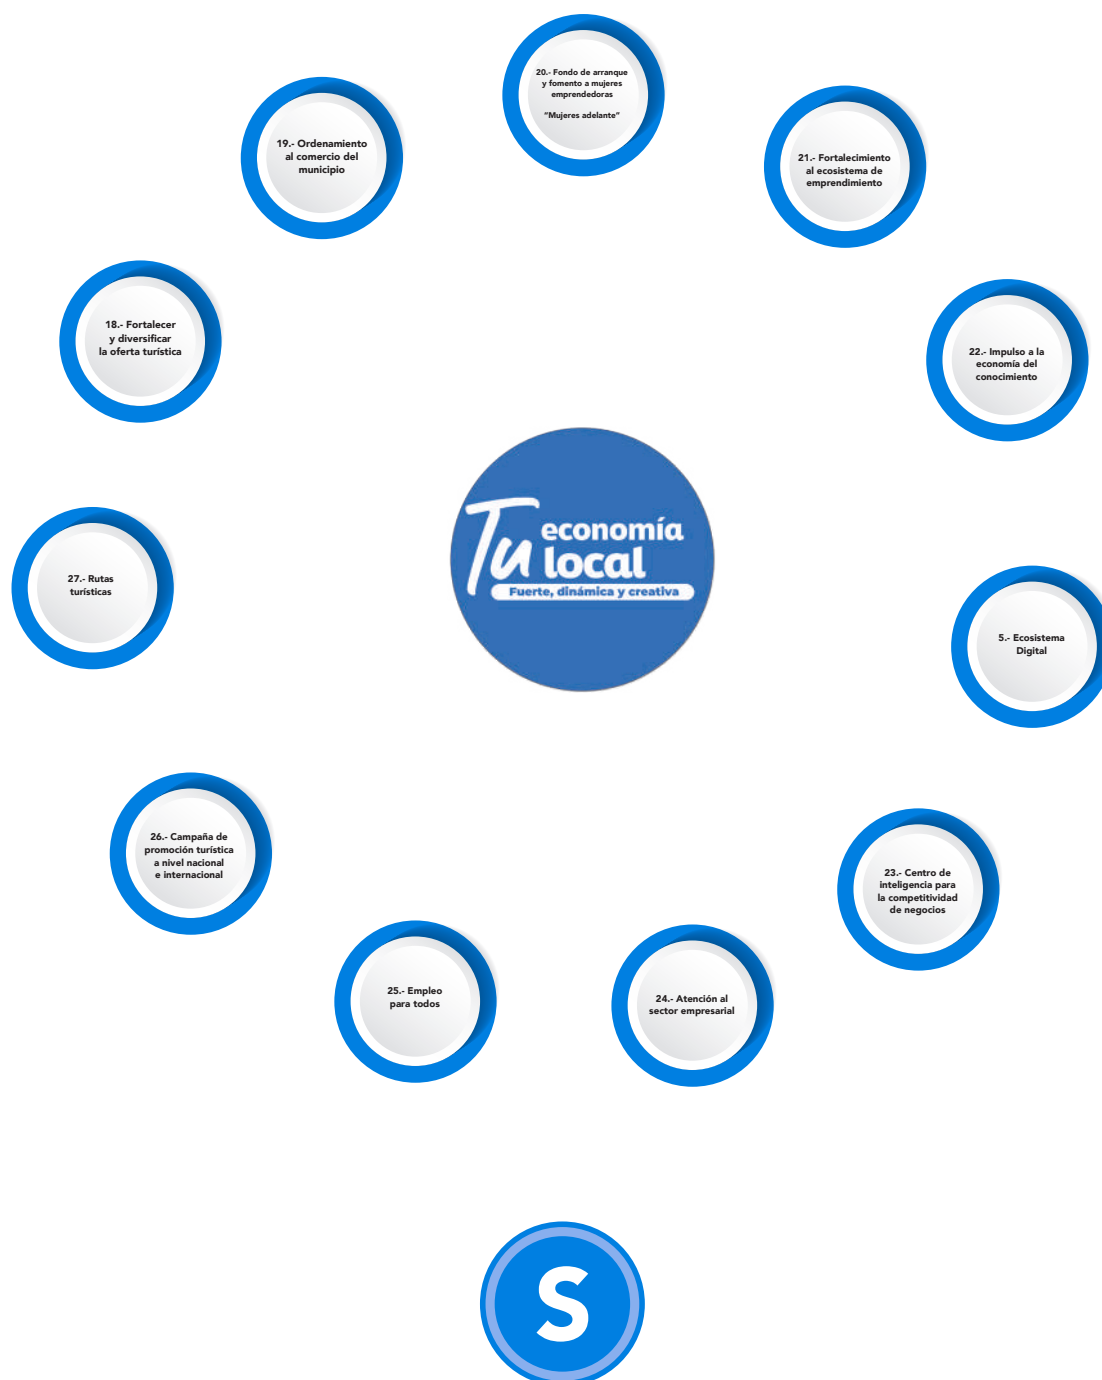 20.- Fondo de arranque
y fomento a mujeres
emprendedoras
"Mujeres adelante"
19.- Ordenamiento
al comercio del
municipio
21.- Fortalecimiento
al ecosistema de
emprendimiento
18.- Fortalecer
y diversificar
la oferta turística
22.- Impulso a la
economía del
conocimiento
Tu economía
local
Fuerte, dinámica y creativa
27.- Rutas
turísticas
5.- Ecosistema
Digital
26.- Campaña de
promoción turística
a nivel nacional
e internacional
23.- Centro de
inteligencia para
la competitividad
de negocios
25.- Empleo
para todos
24.- Atención al
sector empresarial
S